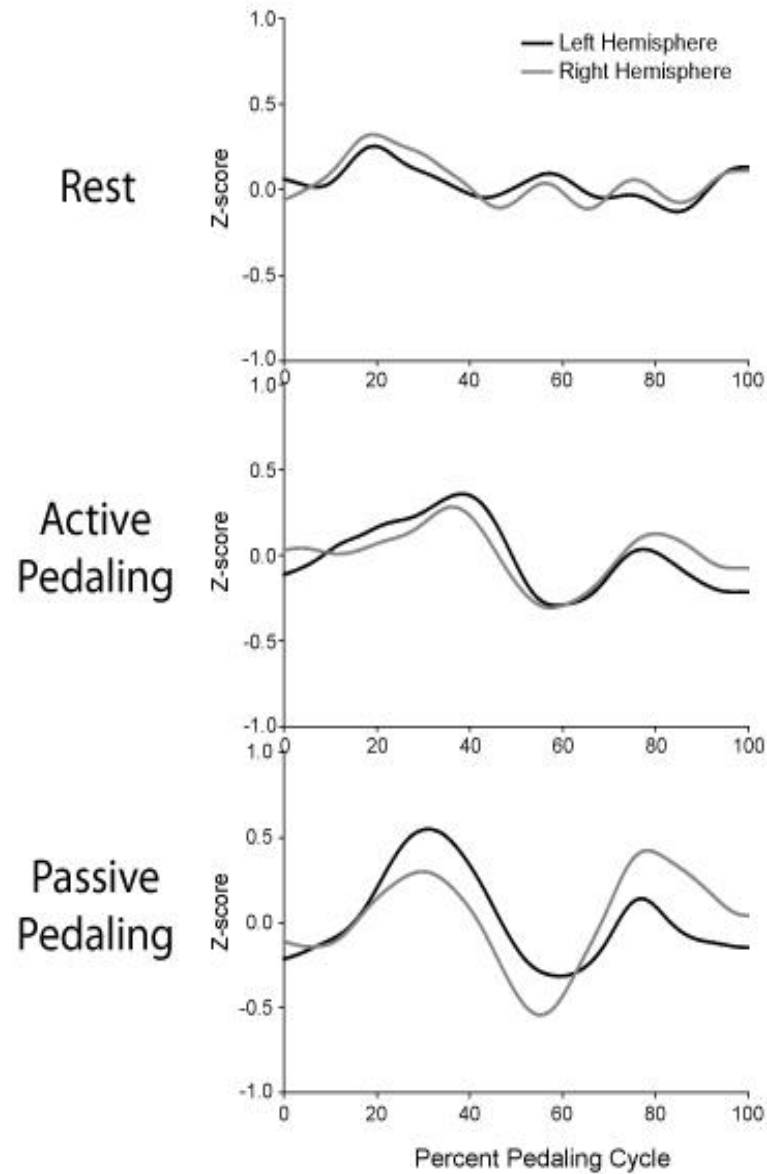 Left Hemisphere
Right Hemisphere
Rest
Z-score
1.0
0.5
0.0
-0.5
-1.0
0 20 40 60 80 100
Active
Pedaling
Z-score
1.0
0.5
0.0
-0.5
-1.0
0 20 40 60 80 100
Passive
Pedaling
Z-score
1.0
0.5
0.0
-0.5
-1.0
0 20 40 60 80 100
Percent Pedaling Cycle